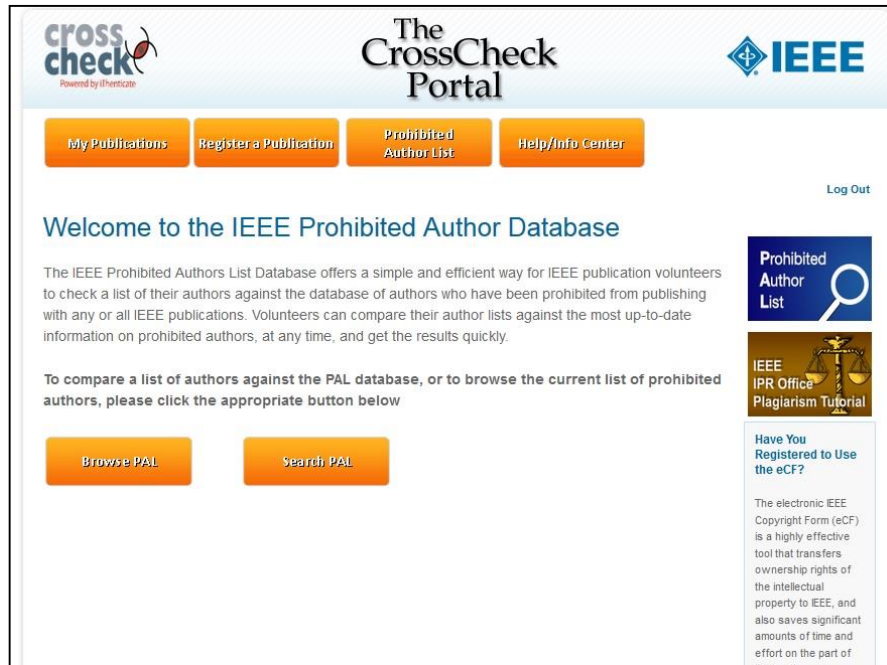 cross
check
Powered by iThenticate
The
CrossCheck
Portal
IEEE
My Publications
Register a Publication
Prohibited
Author List
Help/Info Center
Log Out
Welcome to the IEEE Prohibited Author Database
The IEEE Prohibited Authors List Database offers a simple and efficient way for IEEE publication volunteers
to check a list of their authors against the database of authors who have been prohibited from publishing
with any or all IEEE publications. Volunteers can compare their author lists against the most up-to-date
information on prohibited authors, at any time, and get the results quickly.
To compare a list of authors against the PAL database, or to browse the current list of prohibited
authors, please click the appropriate button below
Browse PAL
Search PAL
Prohibited
Author
List
IEEE
IPR Office
Plagiarism Tutorial
Have You
Registered to Use
the eCF?
The electronic IEEE
Copyright Form (eCF)
is a highly effective
tool that transfers
ownership rights of
the intellectual
property to IEEE, and
also saves significant
amounts of time and
effort on the part of